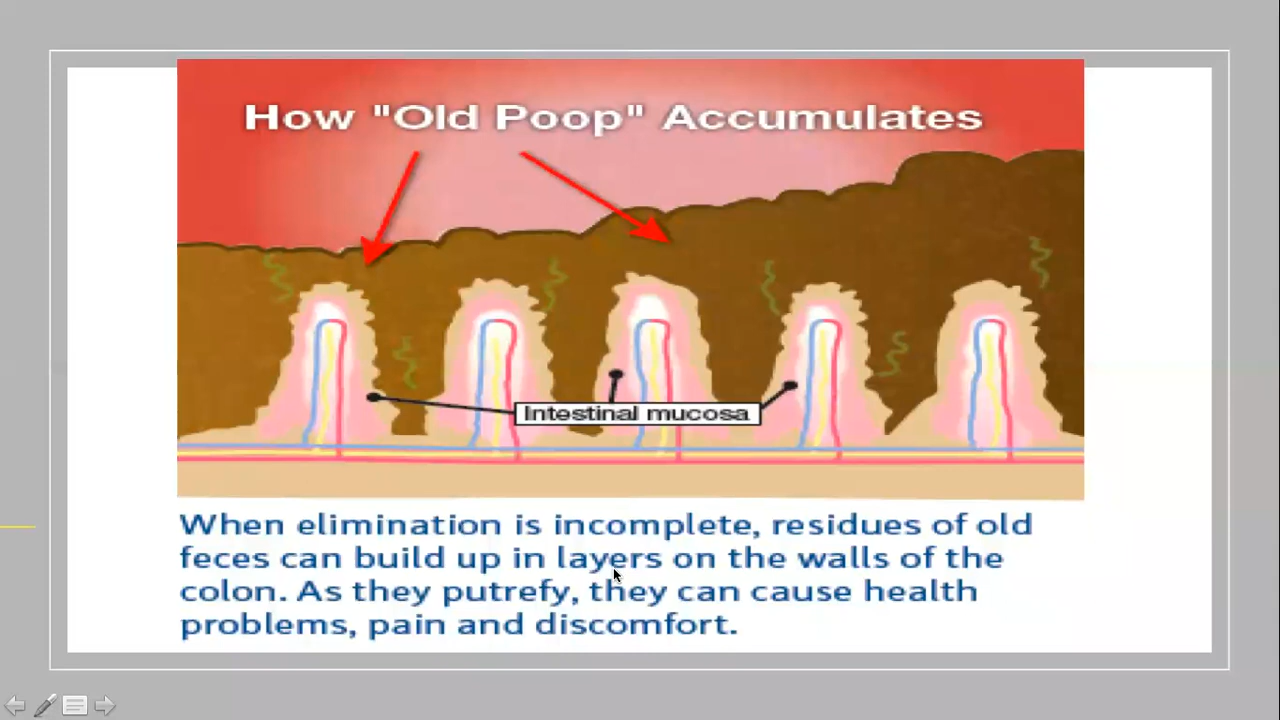 How "Old Poop" Accumulates
Intestinal mucosa
When elimination is incomplete, residues of old
feces can build up in layers on the walls of the
colon. As they putrefy, they can cause health
problems, pain and discomfort.